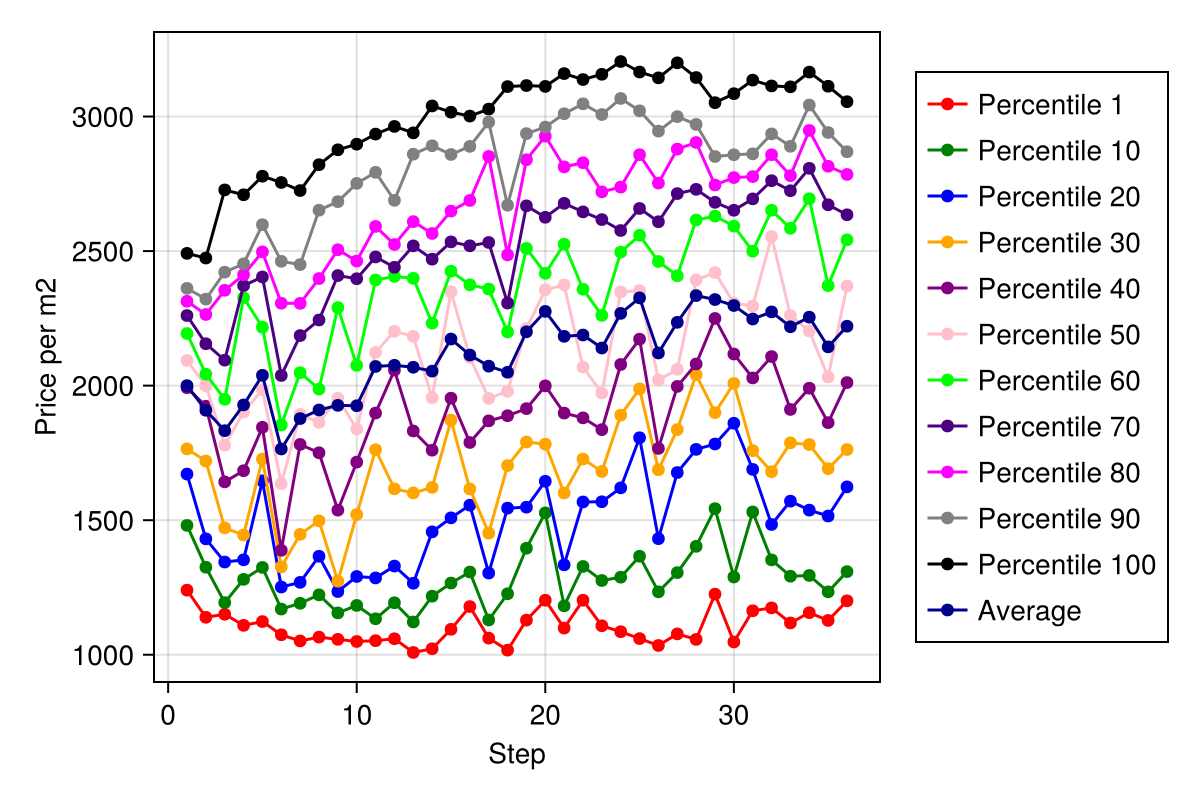 3000
2500
2000
1500
1000
Price per m2
0 10 20 30
Step
Percentile 1
Percentile 10
Percentile 20
Percentile 30
Percentile 40
Percentile 50
Percentile 60
Percentile 70
Percentile 80
Percentile 90
Percentile 100
Average